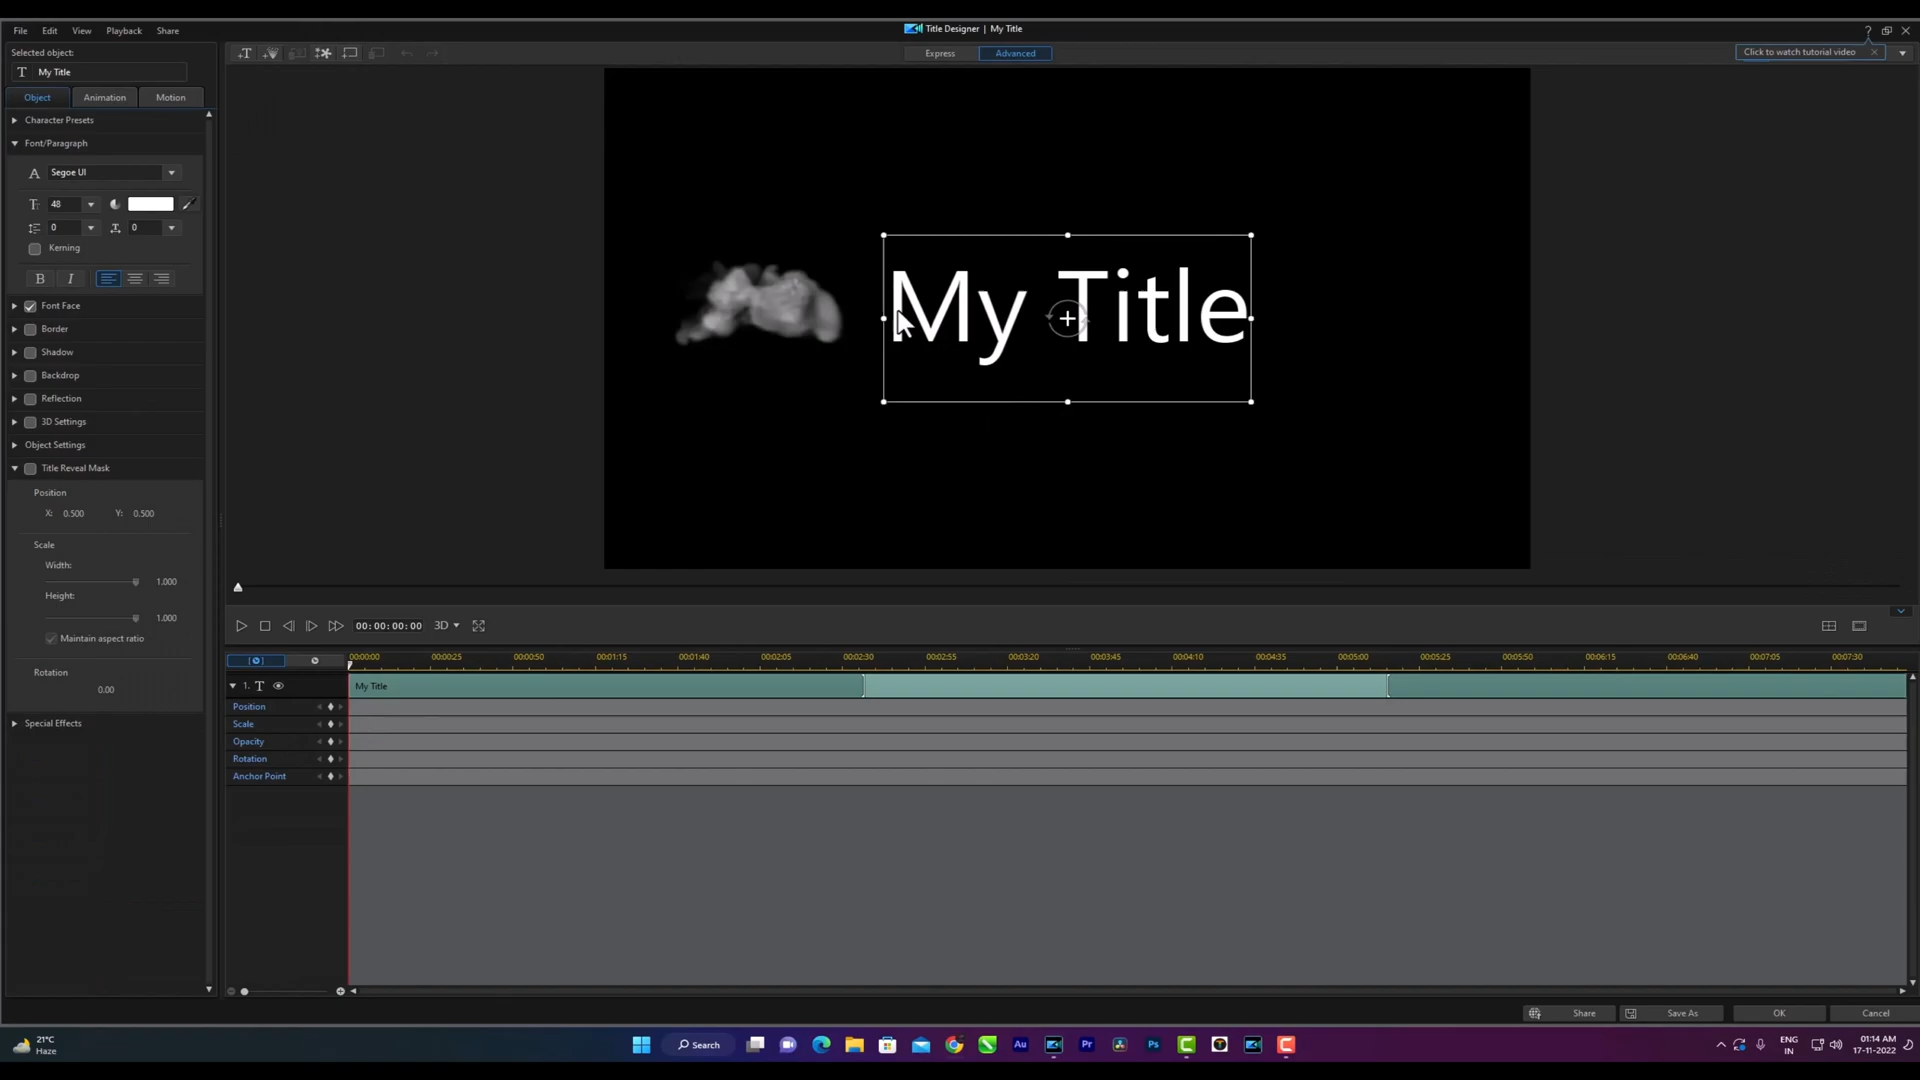 Title Designer | My Title
File Edit View Playback Share
Selected object:
T My Title
Express Advanced
Click to watch tutorial video
Object Animation Motion
Character Presets
Font/Paragraph
Segoe UI
48
0 0
Kerning
B I
Font Face
Border
Shadow
Backdrop
Reflection
3D Settings
Object Settings
Title Reveal Mask
Position
X: 0.500 Y: 0.500
Scale
Width:
1.000
Height:
1.000
Maintain aspect ratio
Rotation
0.00
Special Effects
My Title
00:00:00:00 3D
00:00:00 00:00:25 00:00:50 00:01:15 00:01:40 00:02:05 00:02:30 00:02:55 00:03:20 00:03:45 00:04:10 00:04:35 00:05:00 00:05:25 00:05:50 00:06:15 00:06:40 00:07:05 00:07:30
1. T My Title
Position
Scale
Opacity
Rotation
Anchor Point
Share Save As OK Cancel
21°C
Haze
Search
Au Pr Ps
ENG
IN
01:14 AM
17-11-2022